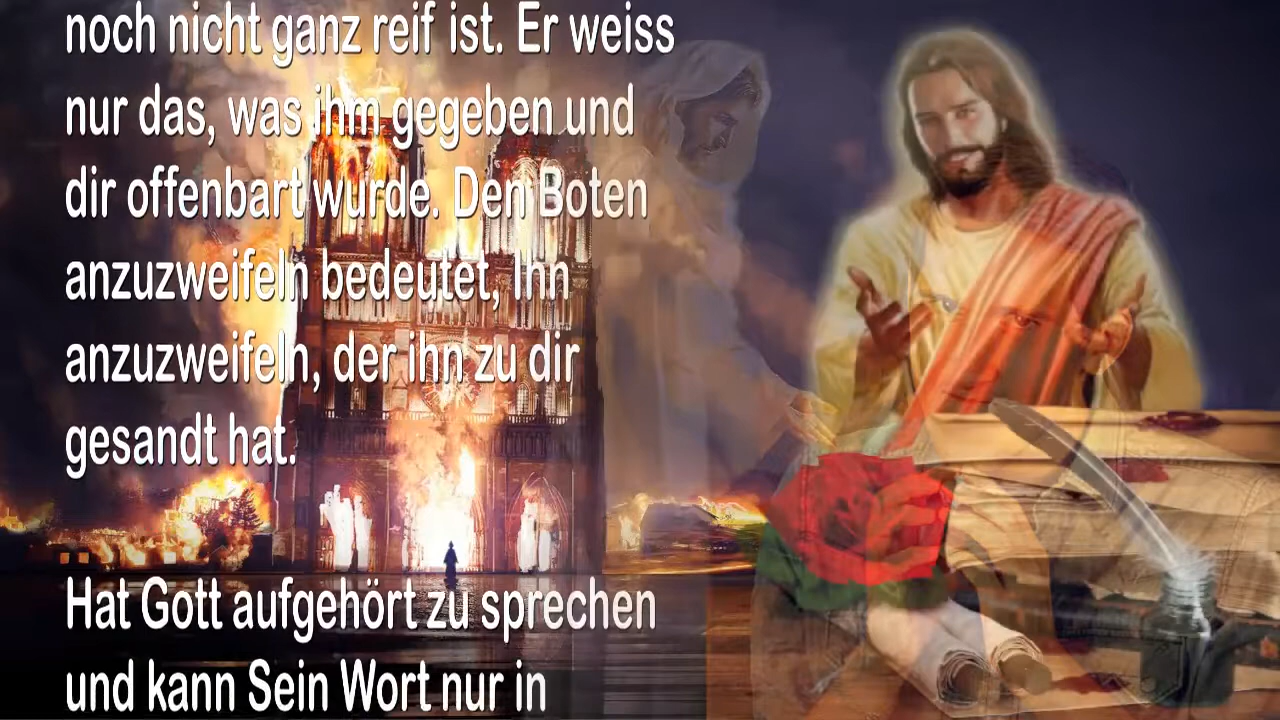 noch nicht ganz reif ist. Er weiss
nur das, was ihm gegeben und
dir offenbart wurde. Den Boten
anzuzweifeln bedeutet, Ihn
anzuzweifeln, der ihn zu dir
gesandt hat.
Hat Gott aufgehört zu sprechen
und kann Sein Wort nur in